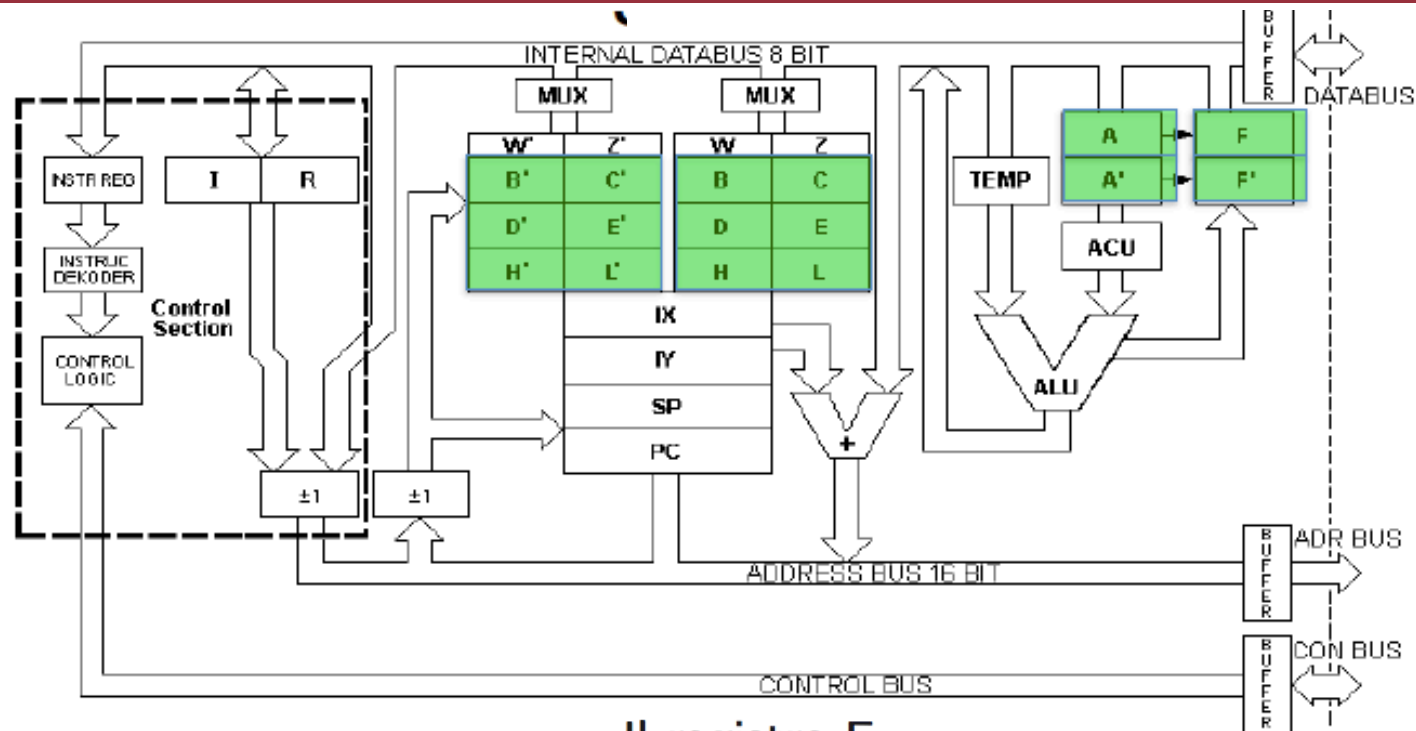 INTERNAL DATABUS 8 BIT
BUFFER
DATABUS
MUX
MUX
W' Z'
W Z
B' C'
D' E'
H' L'
B C
D E
H L
IX
IY
SP
PC
INSTR REG
INSTRUC
DEKODER
CONTROL
LOGIC
Control
Section
I R
±1
±1
+
TEMP
A F
A' F'
ACU
ALU
ADDRESS BUS 16 BIT
BUFFER
ADR BUS
CONTROL BUS
BUFFER
CON BUS